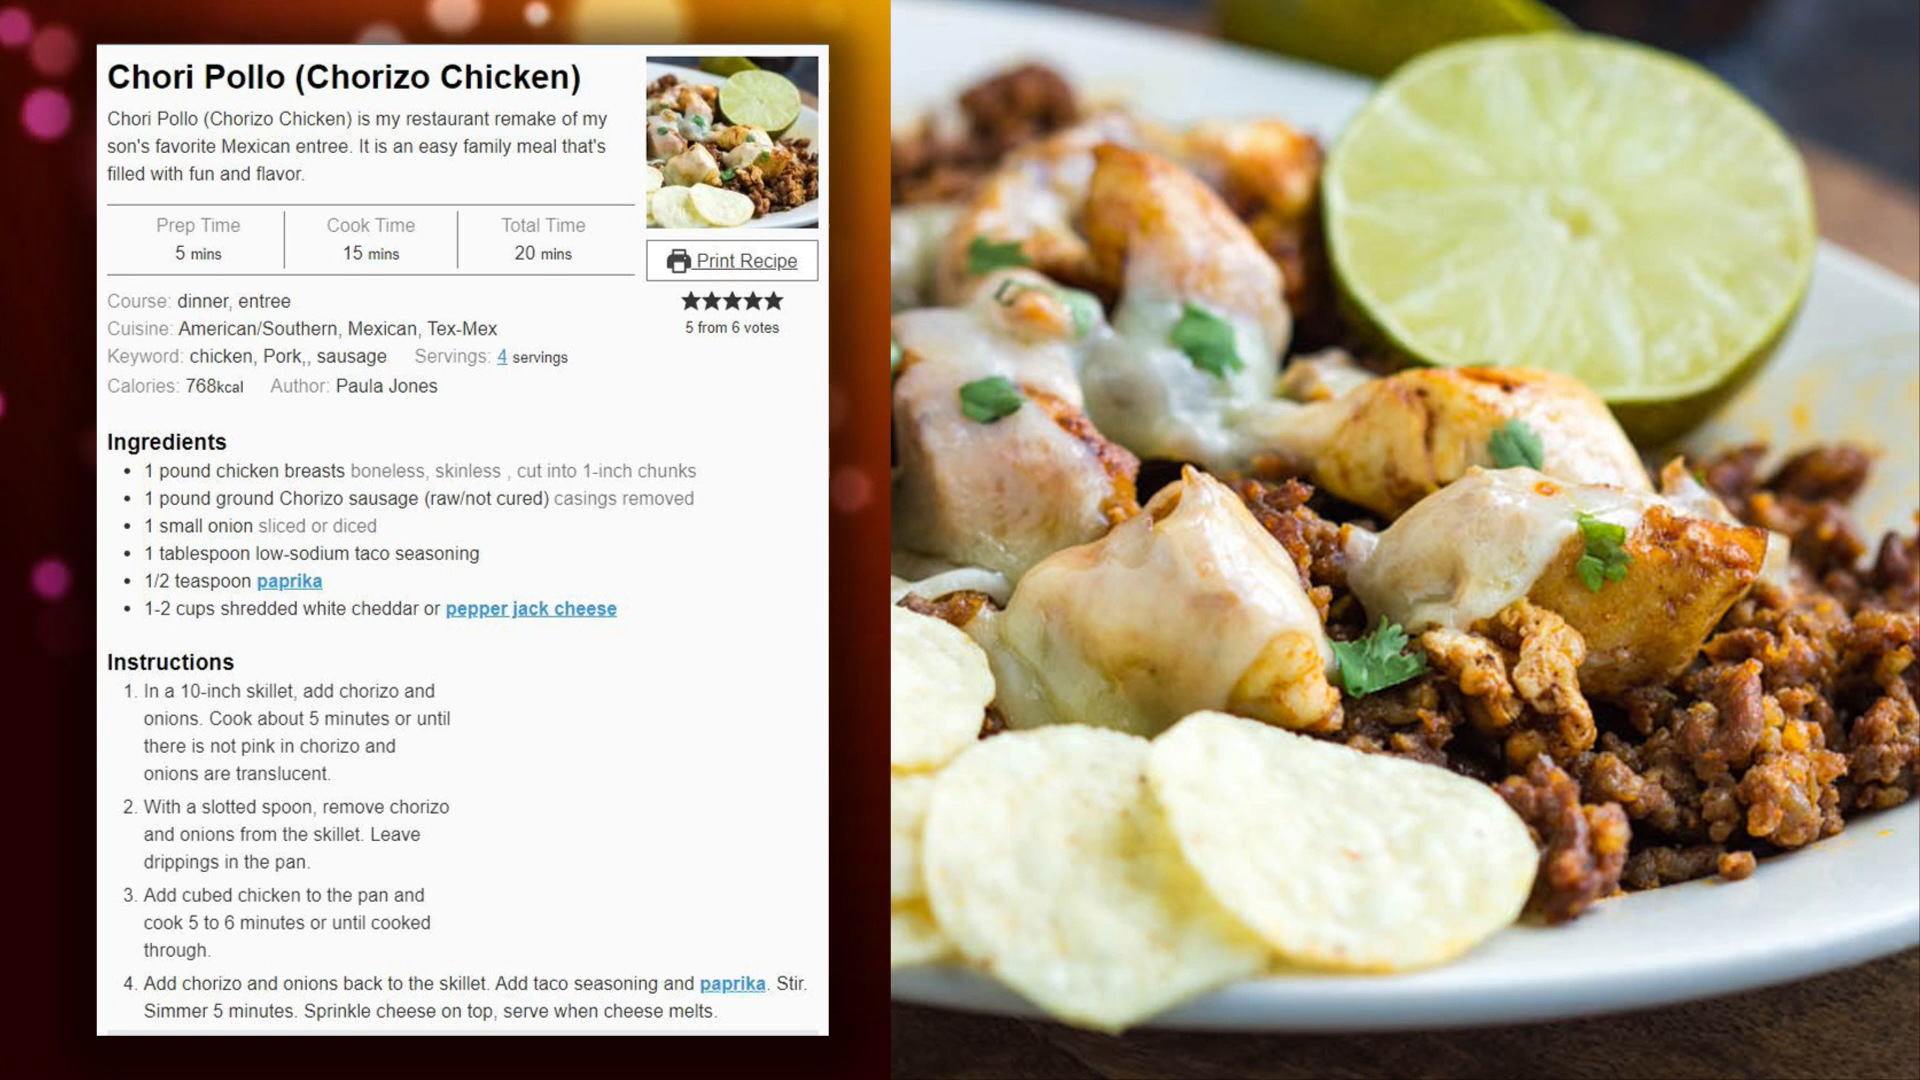 Chori Pollo (Chorizo Chicken)
Chori Pollo (Chorizo Chicken) is my restaurant remake of my
son's favorite Mexican entree. It is an easy family meal that's
filled with fun and flavor.
Prep Time
5 mins
Cook Time
15 mins
Total Time
20 mins
Print Recipe
5 from 6 votes
Course: dinner, entree
Cuisine: American/Southern, Mexican, Tex-Mex
Keyword: chicken, Pork,, sausage Servings: 4 servings
Calories: 768kcal Author: Paula Jones
Ingredients
• 1 pound chicken breasts boneless, skinless , cut into 1-inch chunks
• 1 pound ground Chorizo sausage (raw/not cured) casings removed
• 1 small onion sliced or diced
• 1 tablespoon low-sodium taco seasoning
• 1/2 teaspoon paprika
• 1-2 cups shredded white cheddar or pepper jack cheese
Instructions
1. In a 10-inch skillet, add chorizo and
onions. Cook about 5 minutes or until
there is not pink in chorizo and
onions are translucent.
2. With a slotted spoon, remove chorizo
and onions from the skillet. Leave
drippings in the pan.
3. Add cubed chicken to the pan and
cook 5 to 6 minutes or until cooked
through.
4. Add chorizo and onions back to the skillet. Add taco seasoning and paprika. Stir.
Simmer 5 minutes. Sprinkle cheese on top, serve when cheese melts.